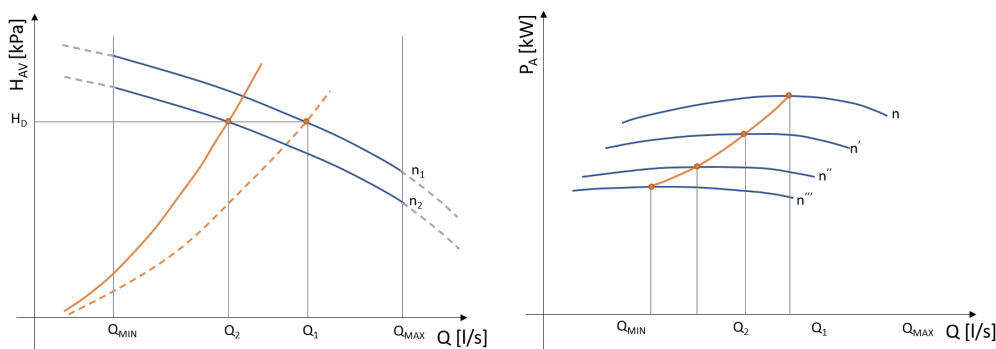 H_AV [kPa]
H_D
n_1
n_2
Q_MIN
Q_2
Q_1
Q_MAX
Q [l/s]
P_A [kW]
n
n'
n''
n'''
Q_MIN
Q_2
Q_1
Q_MAX
Q [l/s]